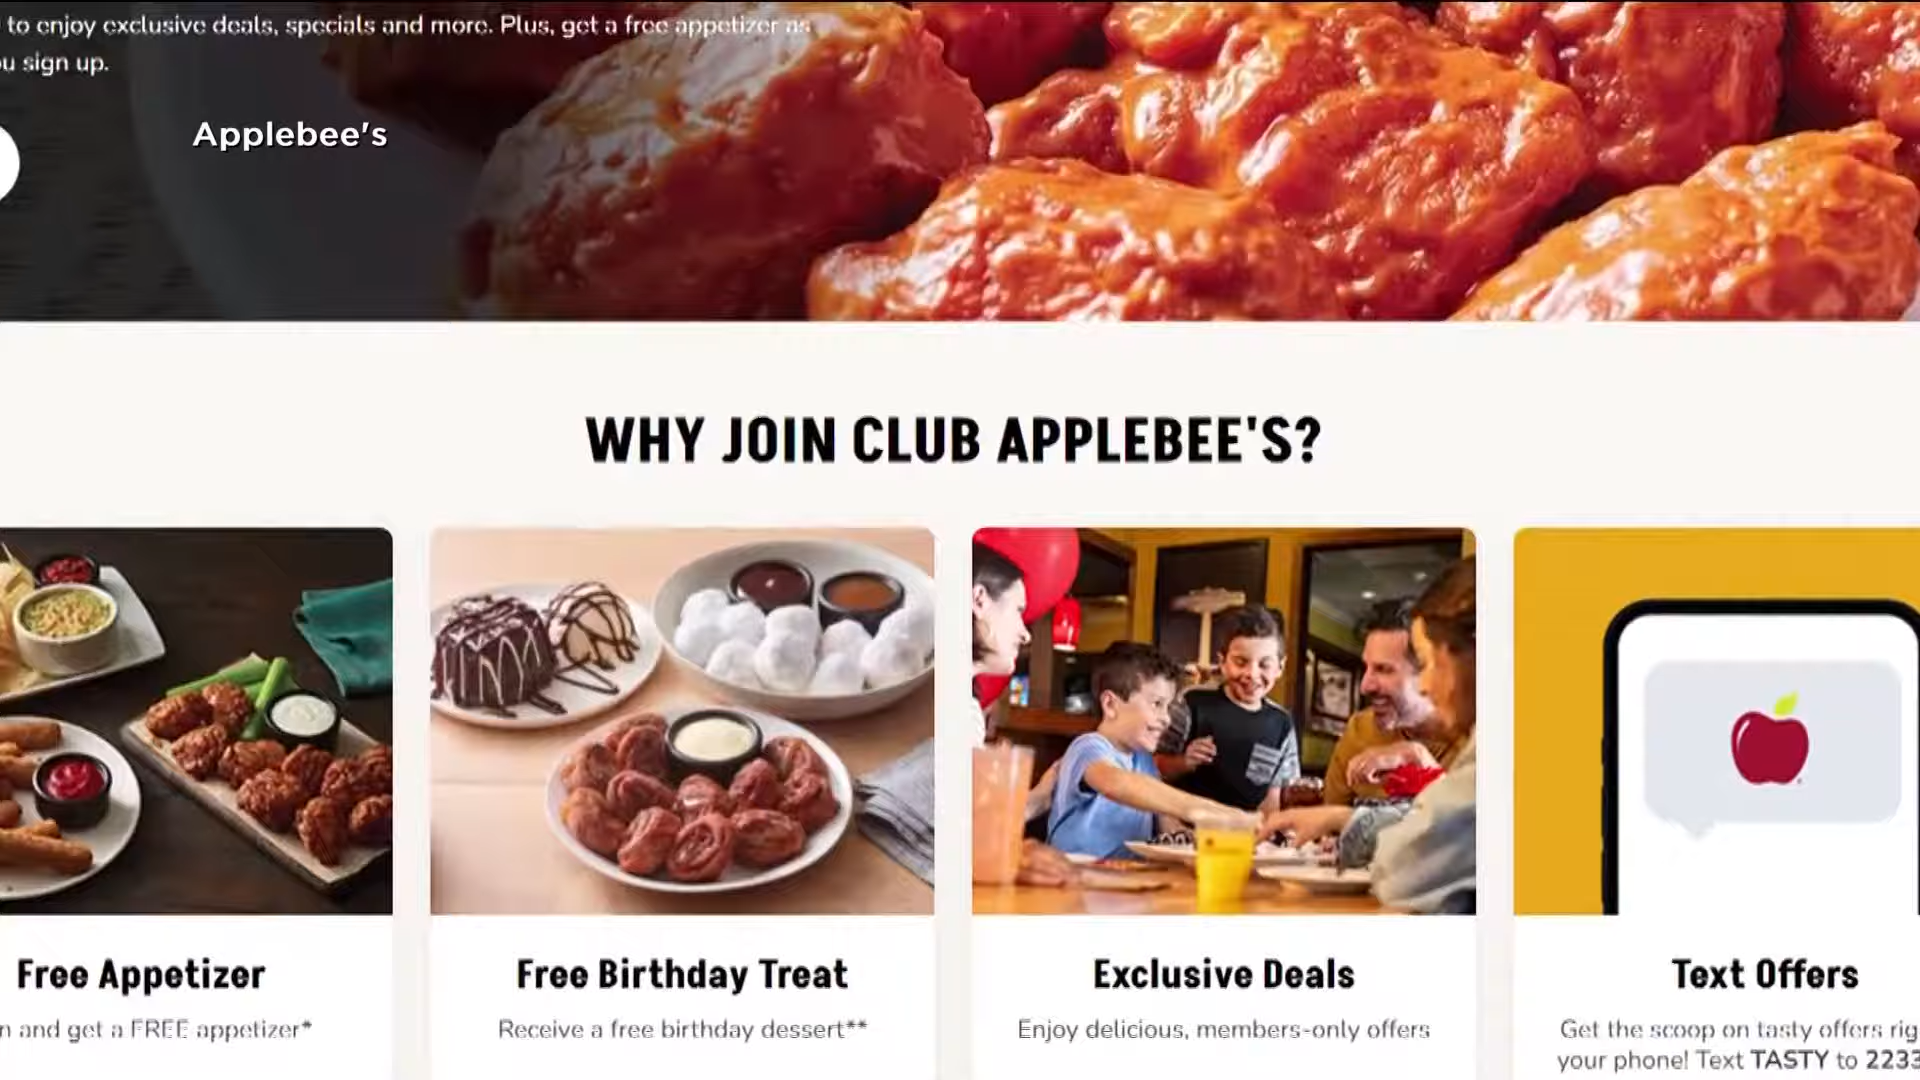 to enjoy exclusive deals, specials and more. Plus, get a free appetizer as
sign up.
Applebee's
WHY JOIN CLUB APPLEBEE'S?
Free Appetizer
and get a FREE appetizer*
Free Birthday Treat
Receive a free birthday dessert**
Exclusive Deals
Enjoy delicious, members-only offers
Text Offers
Get the scoop on tasty offers
your phone! Text TASTY to